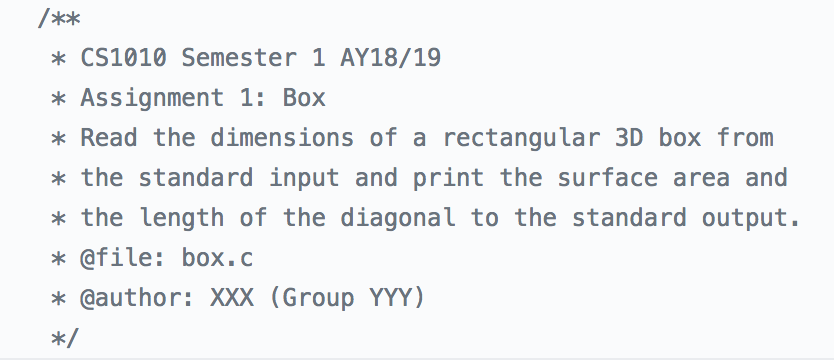 /**
 * CS1010 Semester 1 AY18/19
 * Assignment 1: Box
 * Read the dimensions of a rectangular 3D box from
 * the standard input and print the surface area and
 * the length of the diagonal to the standard output.
 * @file: box.c
 * @author: XXX (Group YYY)
 */